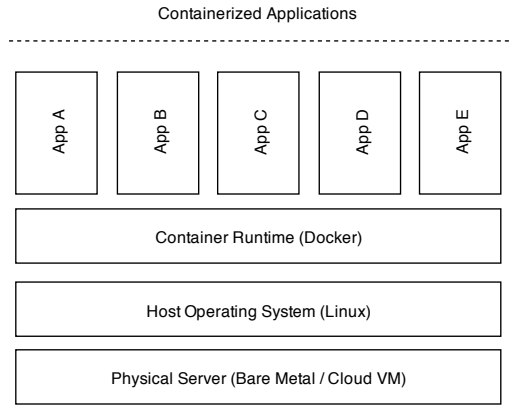 Containerized Applications
App A
App B
App C
App D
App E
Container Runtime (Docker)
Host Operating System (Linux)
Physical Server (Bare Metal / Cloud VM)